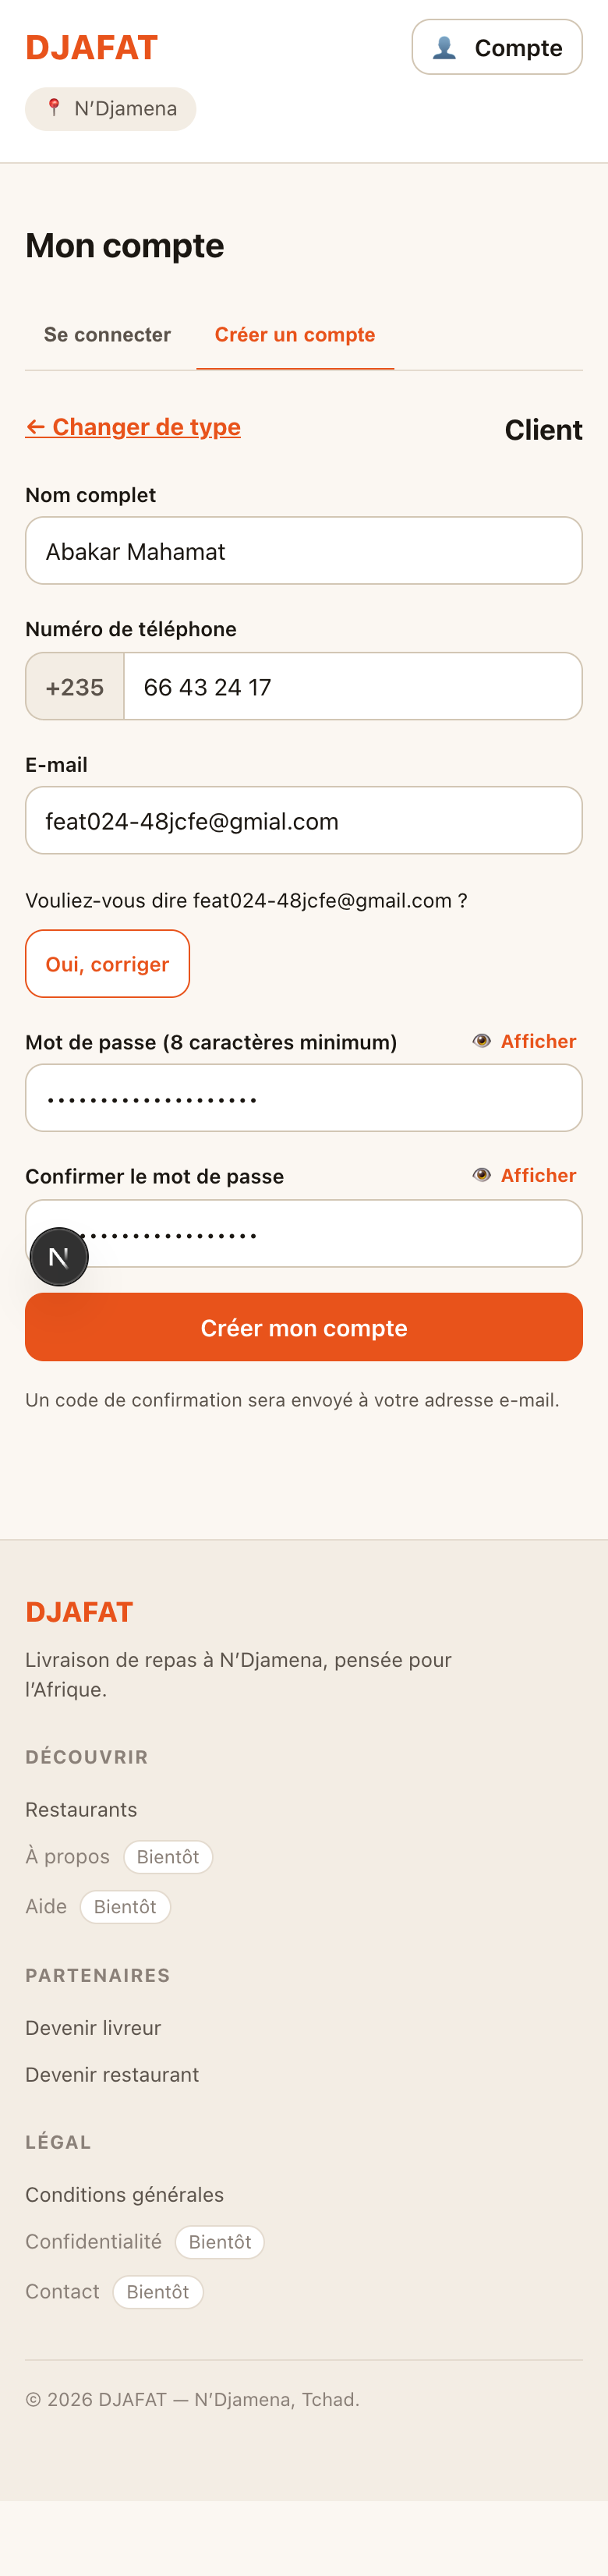 DJAFAT
Compte
N’Djamena
Mon compte
Se connecter
Créer un compte
← Changer de type
Client
Nom complet
Abakar Mahamat
Numéro de téléphone
+235
66 43 24 17
E-mail
feat024-48jcfe@gmial.com
Vouliez-vous dire feat024-48jcfe@gmail.com ?
Oui, corriger
Mot de passe (8 caractères minimum)
Afficher
••••••••••••••••••••
Confirmer le mot de passe
Afficher
•••••••••••••••••
N
Créer mon compte
Un code de confirmation sera envoyé à votre adresse e-mail.
DJAFAT
Livraison de repas à N’Djamena, pensée pour
l’Afrique.
DÉCOUVRIR
Restaurants
À propos
Bientôt
Aide
Bientôt
PARTENAIRES
Devenir livreur
Devenir restaurant
LÉGAL
Conditions générales
Confidentialité
Bientôt
Contact
Bientôt
© 2026 DJAFAT — N’Djamena, Tchad.